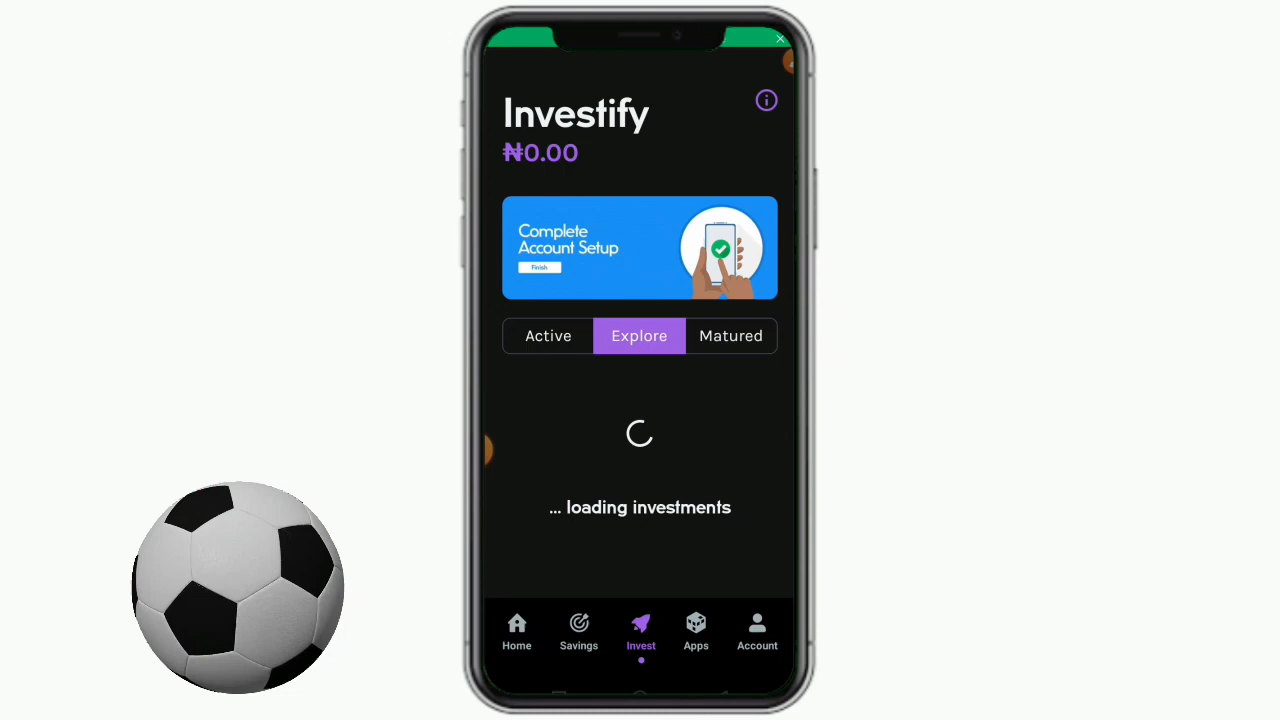 Investify
₦0.00
Complete
Account Setup
Finish
Active
Explore
Matured
... loading investments
Home
Savings
Invest
Apps
Account